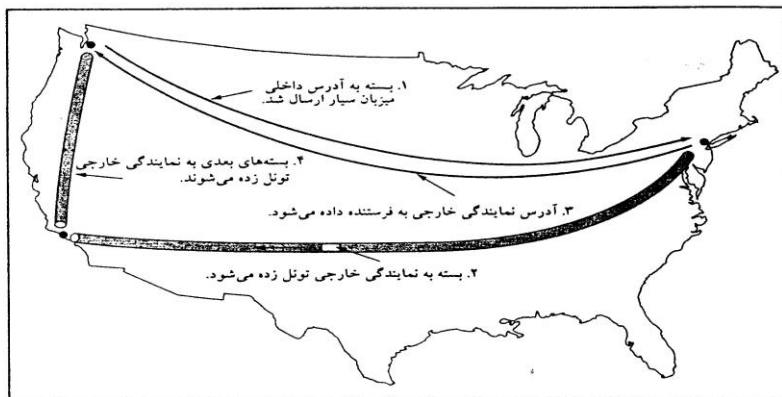 ۱. بسته به آدرس داخلی
میزبان سیار ارسال شد.
۴. بسته‌های بعدی به نمایندگی خارجی
تونل زده می‌شوند.
۳. آدرس نمایندگی خارجی به فرستنده داده می‌شود.
۲. بسته به نمایندگی خارجی تونل زده می‌شود.